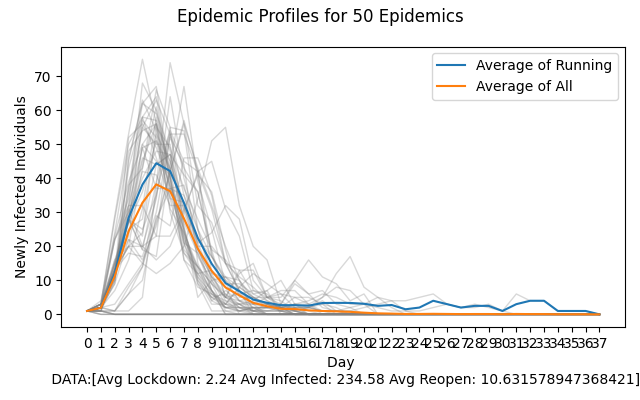 Epidemic Profiles for 50 Epidemics
Average of Running
Average of All
Newly Infected Individuals
70
60
50
40
30
20
10
0
0 1 2 3 4 5 6 7 8 9 10 11 12 13 14 15 16 17 18 19 20 21 22 23 24 25 26 27 28 29 30 31 32 33 34 35 36 37
Day
DATA:[Avg Lockdown: 2.24 Avg Infected: 234.58 Avg Reopen: 10.631578947368421]